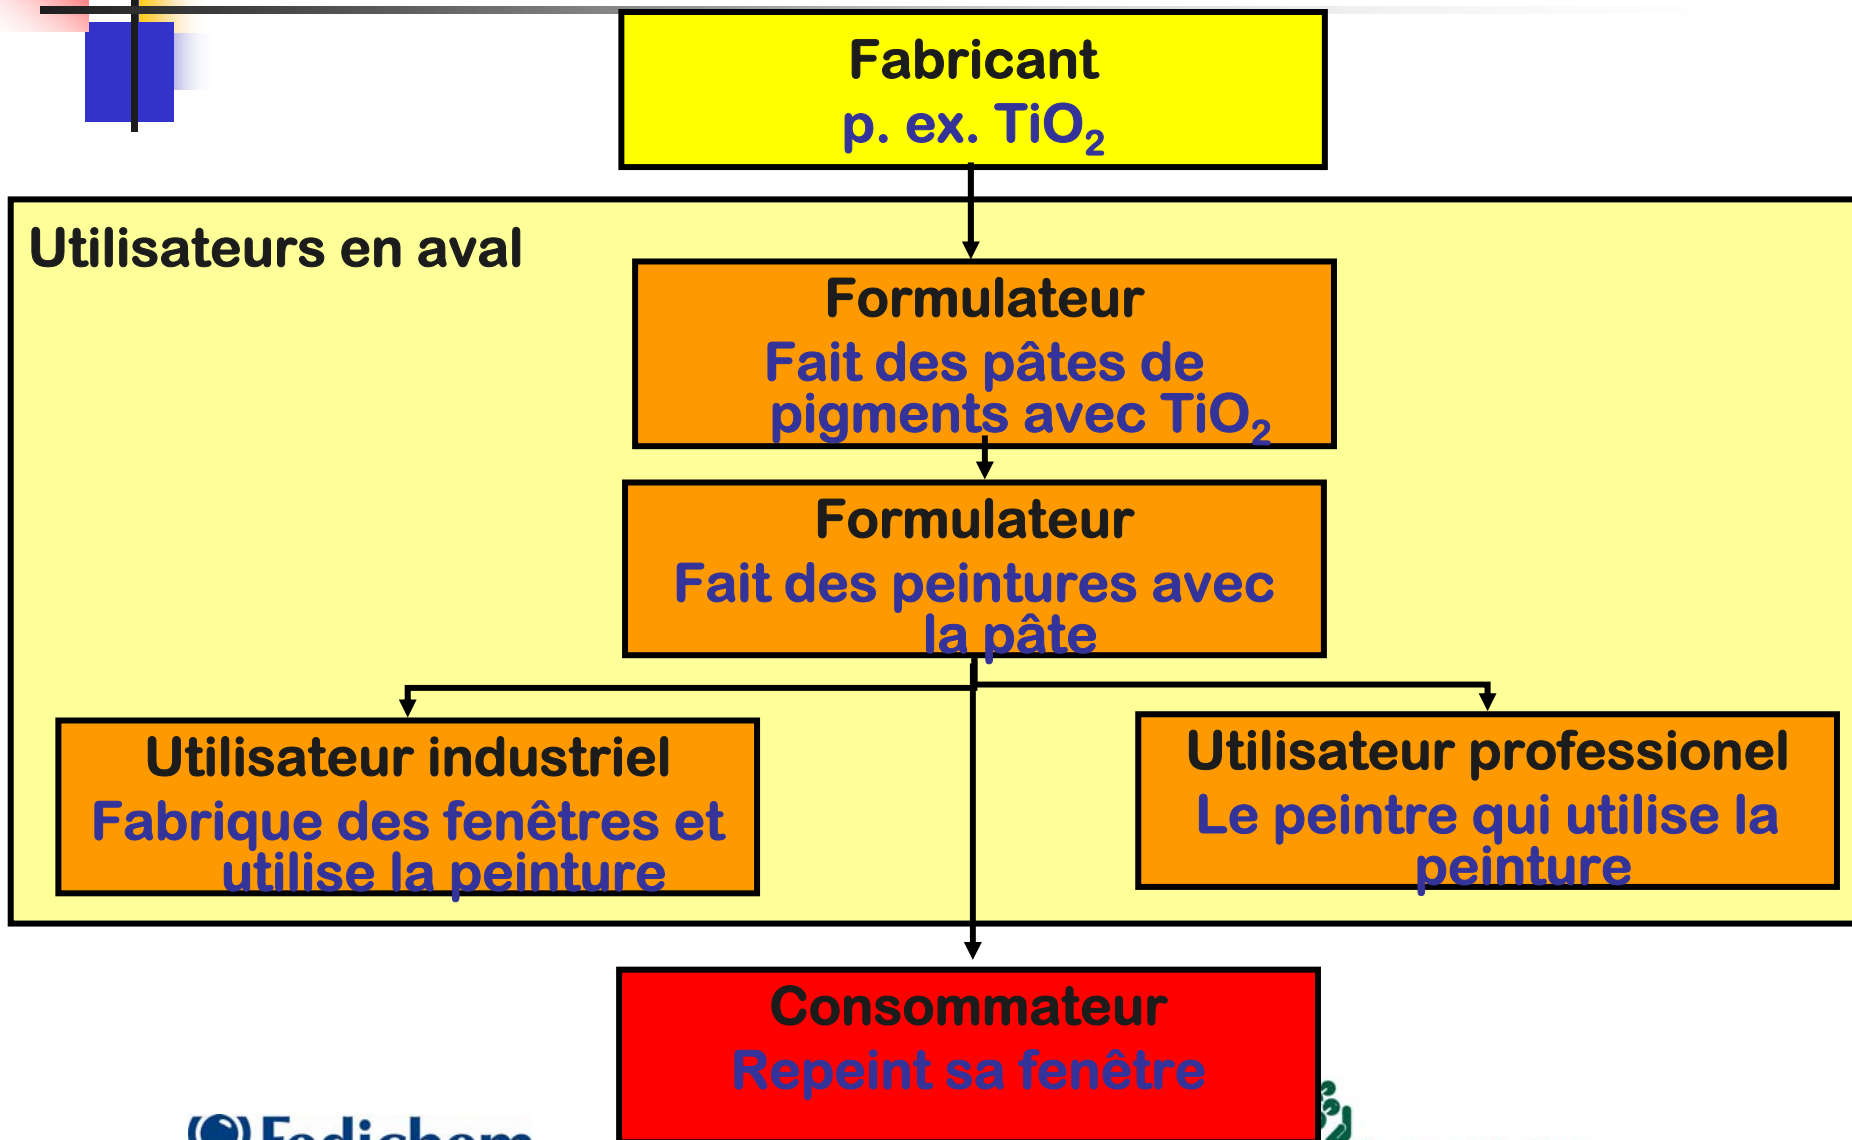 Fabricant
p. ex. TiO₂
Utilisateurs en aval
Formulateur
Fait des pâtes de
pigments avec TiO₂
Formulateur
Fait des peintures avec
la pâte
Utilisateur industriel
Fabrique des fenêtres et
utilise la peinture
Utilisateur professionel
Le peintre qui utilise la
peinture
Consommateur
Repeint sa fenêtre
Fedichem